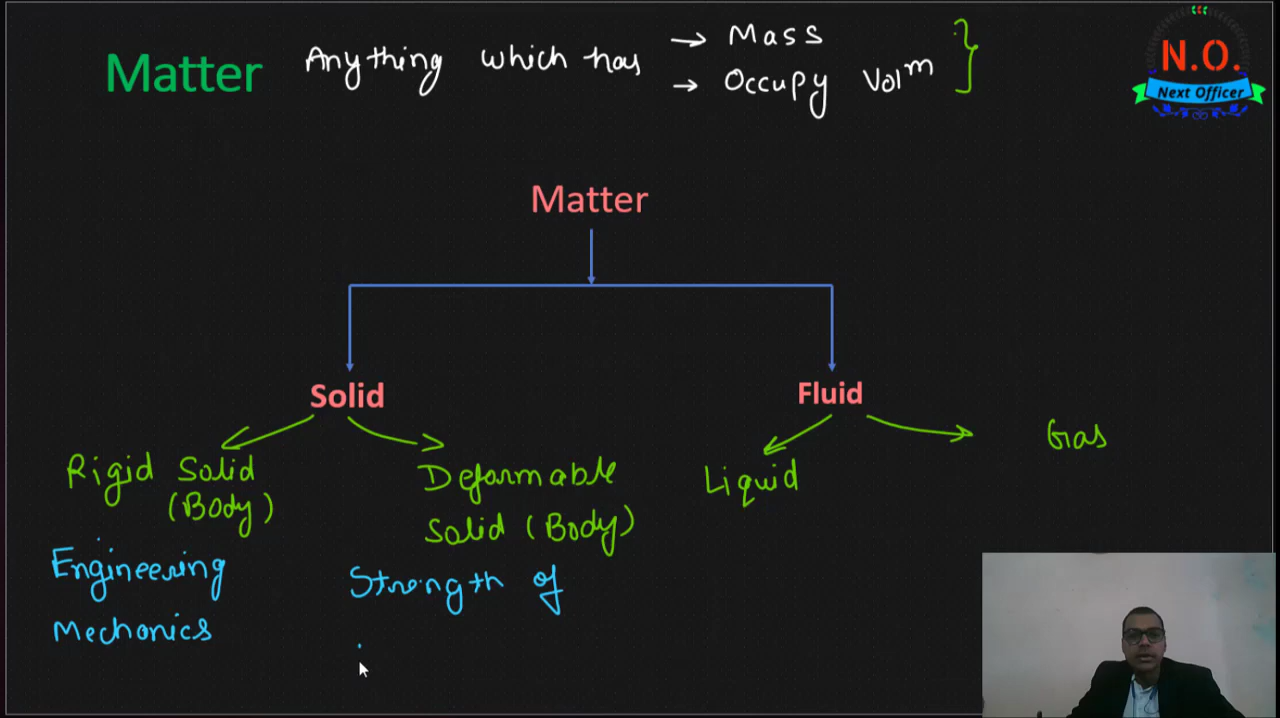 Matter Anything which has → Mass
→ Occupy Volm
N.O.
Next Officer
Matter
Solid
Fluid
Rigid Solid
(Body)
Deformable
Solid (Body)
Liquid
Gas
Engineering
Mechanics
Strength of